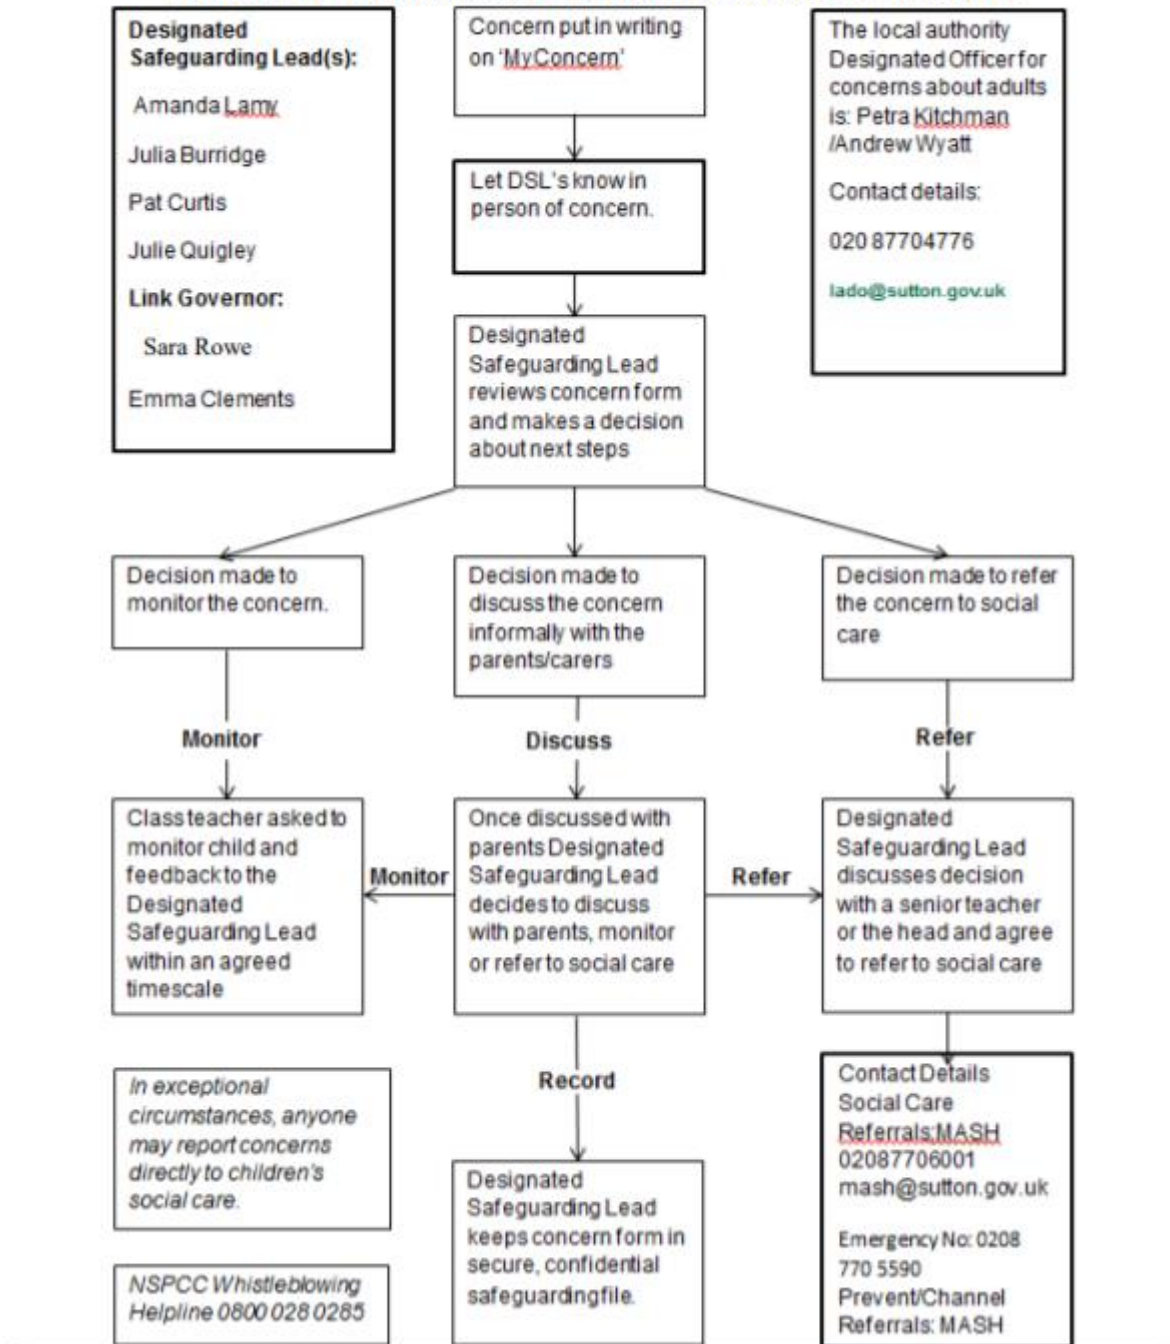 Designated
Safeguarding Lead(s):
Amanda Lamy
Julia Burridge
Pat Curtis
Julie Quigley
Link Governor:
Sara Rowe
Emma Clements
Concern put in writing
on ‘MyConcern’
Let DSL's know in
person of concern.
Designated
Safeguarding Lead
reviews concern form
and makes a decision
about next steps
The local authority
Designated Officer for
concerns about adults
is: Petra Kitchman
/Andrew Wyatt
Contact details:
020 87704776
lado@sutton.gov.uk
Decision made to
monitor the concern.
Decision made to
discuss the concern
informally with the
parents/carers
Decision made to refer
the concern to social
care
Monitor
Discuss
Refer
Class teacher asked to
monitor child and
feedback to the
Designated
Safeguarding Lead
within an agreed
timescale
Monitor
Once discussed with
parents Designated
Safeguarding Lead
decides to discuss
with parents, monitor
or refer to social care
Refer
Designated
Safeguarding Lead
discusses decision
with a senior teacher
or the head and agree
to refer to social care
In exceptional
circumstances, anyone
may report concerns
directly to children's
social care.
NSPCC Whistleblowing
Helpline 0800 028 0285
Record
Designated
Safeguarding Lead
keeps concern form in
secure, confidential
safeguarding file.
Contact Details
Social Care
Referrals:MASH
02087706001
mash@sutton.gov.uk
Emergency No: 0208
770 5590
Prevent/Channel
Referrals: MASH